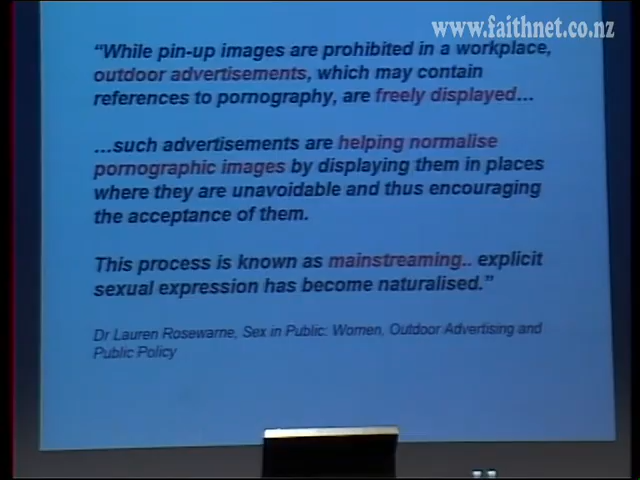 www.faithnet.co.nz
“While pin-up images are prohibited in a workplace,
outdoor advertisements, which may contain
references to pornography, are freely displayed...
...such advertisements are helping normalise
pornographic images by displaying them in places
where they are unavoidable and thus encouraging
the acceptance of them.
This process is known as mainstreaming.. explicit
sexual expression has become naturalised.”
Dr Lauren Rosewarne, Sex in Public: Women, Outdoor Advertising and
Public Policy